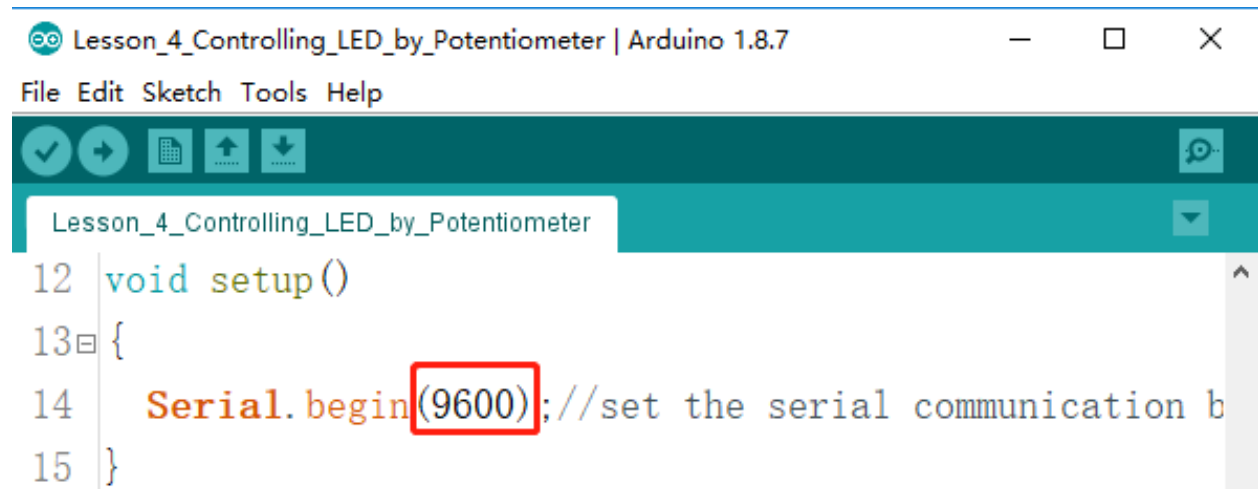 Lesson_4_Controlling_LED_by_Potentiometer | Arduino 1.8.7
File Edit Sketch Tools Help
Lesson_4_Controlling_LED_by_Potentiometer
12 void setup()
13 {
14 Serial.begin(9600);//set the serial communication b
15 }